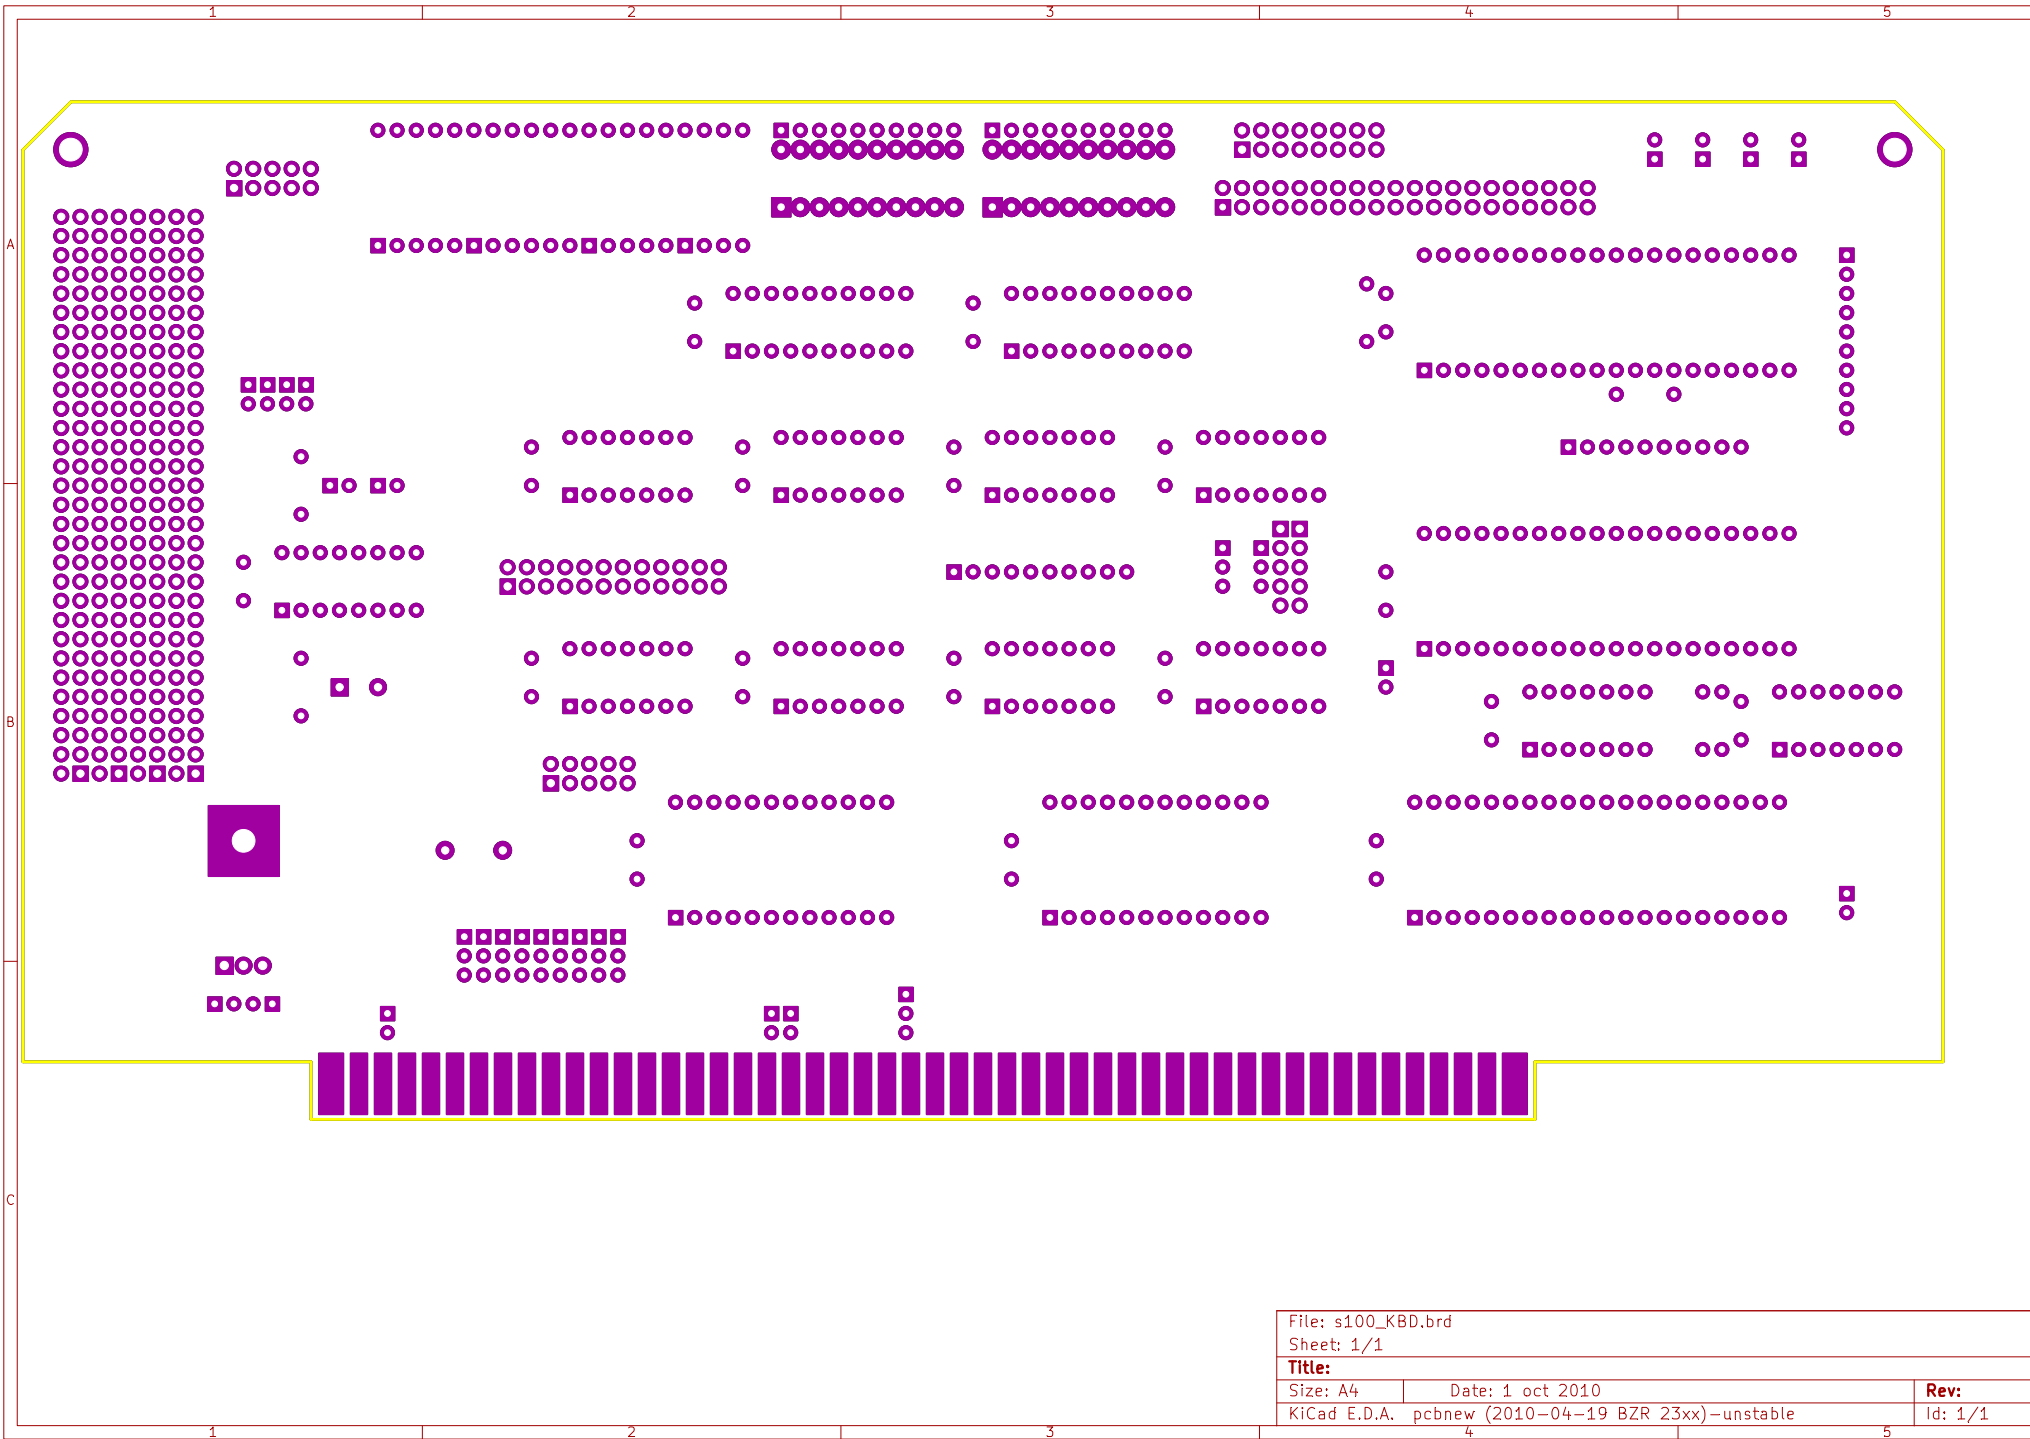 1 2 3 4 5
A
B
C
File: s100_KBD.brd
Sheet: 1/1
Title:
Size: A4 Date: 1 oct 2010 Rev:
KiCad E.D.A. pcbnew (2010-04-19 BZR 23xx)-unstable Id: 1/1
1 2 3 4 5